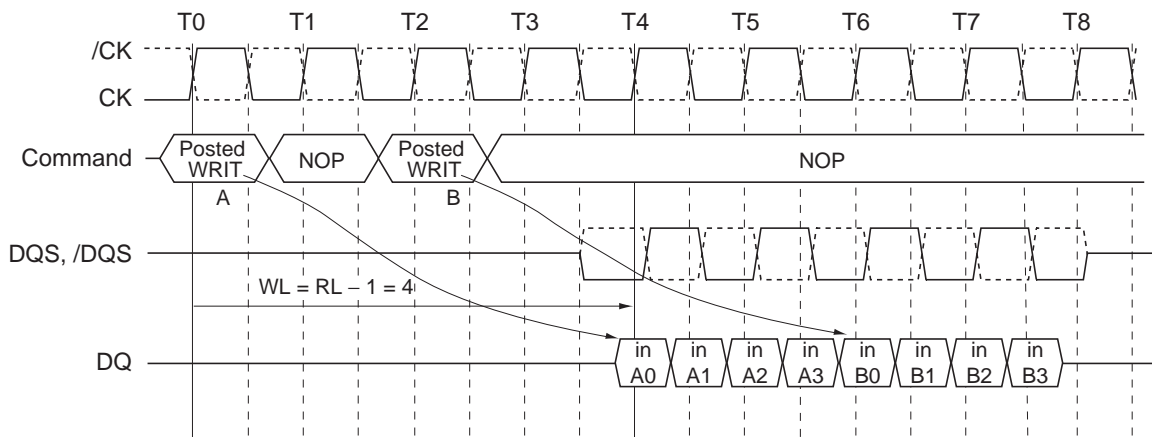 T0 T1 T2 T3 T4 T5 T6 T7 T8
/CK
CK
Command
Posted
WRIT
A
NOP
Posted
WRIT
B
NOP
DQS, /DQS
WL = RL − 1 = 4
DQ
in
A0
in
A1
in
A2
in
A3
in
B0
in
B1
in
B2
in
B3